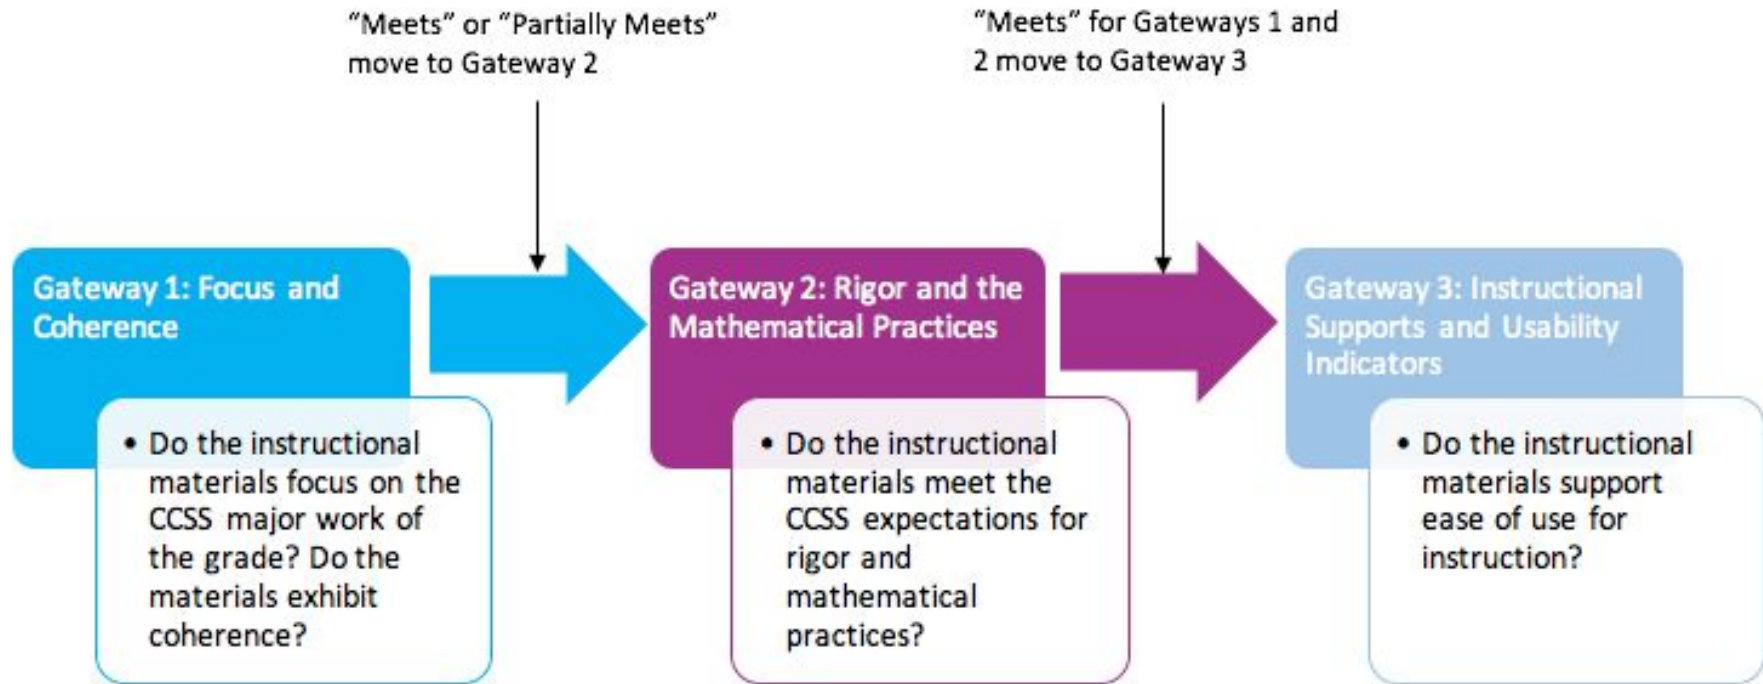 “Meets” or “Partially Meets”
move to Gateway 2
“Meets” for Gateways 1 and
2 move to Gateway 3
Gateway 1: Focus and
Coherence
• Do the instructional
materials focus on the
CCSS major work of
the grade? Do the
materials exhibit
coherence?
Gateway 2: Rigor and the
Mathematical Practices
• Do the instructional
materials meet the
CCSS expectations for
rigor and
mathematical
practices?
Gateway 3: Instructional
Supports and Usability
Indicators
• Do the instructional
materials support
ease of use for
instruction?